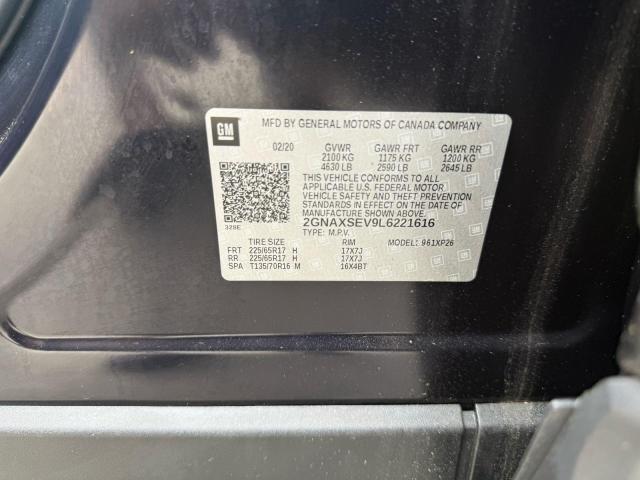 GM
MFD BY GENERAL MOTORS OF CANADA COMPANY
02/20 GVWR GAWR FRT GAWR RR
2100 KG 1175 KG 1200 KG
4630 LB 2590 LB 2645 LB
THIS VEHICLE CONFORMS TO ALL
APPLICABLE U.S. FEDERAL MOTOR
VEHICLE SAFETY AND THEFT PREVENTION
STANDARDS IN EFFECT ON THE DATE OF
MANUFACTURE SHOWN ABOVE.
2GNAXSEV9L6221616
328E TYPE: M.P.V.
TIRE SIZE RIM MODEL: 961XP26
FRT 225/65R17 H 17X7J
RR 225/65R17 H 17X7J
SPA T135/70R16 M 16X4BT